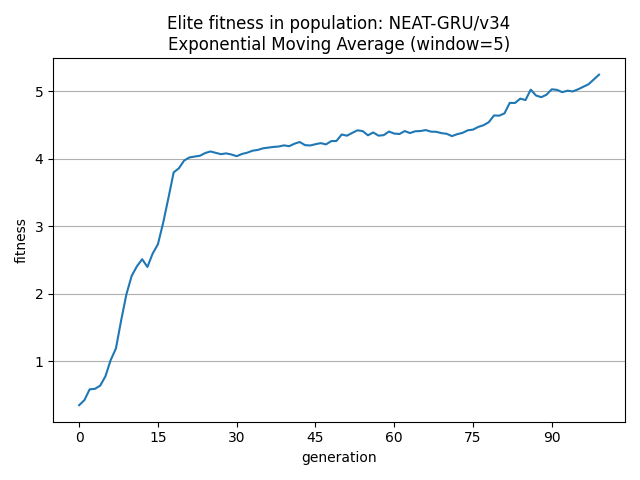 Elite fitness in population: NEAT-GRU/v34
Exponential Moving Average (window=5)
fitness
5
4
3
2
1
0 15 30 45 60 75 90
generation